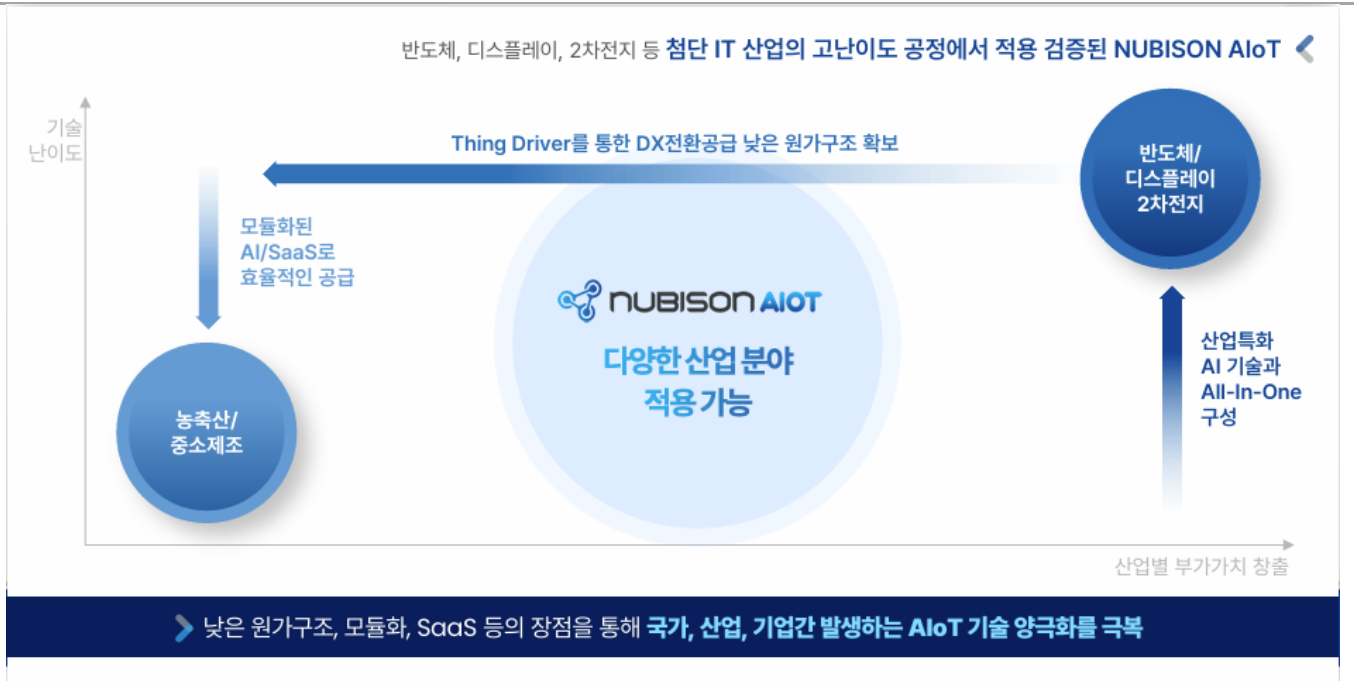 반도체, 디스플레이, 2차전지 등 첨단 IT 산업의 고난이도 공정에서 적용 검증된 NUBISON AIoT
기술
난이도
Thing Driver를 통한 DX전환공급 낮은 원가구조 확보
반도체/
디스플레이
2차전지
모듈화된
AI/SaaS로
효율적인 공급
NUBISON AIOT
다양한 산업 분야
적용 가능
산업특화
AI 기술과
All-In-One
구성
농축산/
중소제조
산업별 부가가치 창출
낮은 원가구조, 모듈화, SaaS 등의 장점을 통해 국가, 산업, 기업간 발생하는 AIoT 기술 양극화를 극복